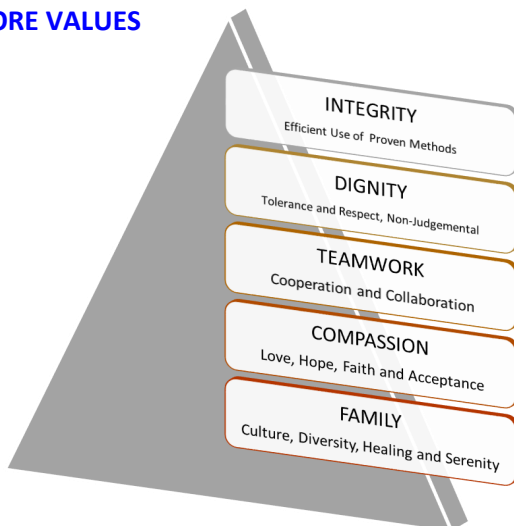 ORE VALUES
INTEGRITY
Efficient Use of Proven Methods
DIGNITY
Tolerance and Respect, Non-Judgemental
TEAMWORK
Cooperation and Collaboration
COMPASSION
Love, Hope, Faith and Acceptance
FAMILY
Culture, Diversity, Healing and Serenity